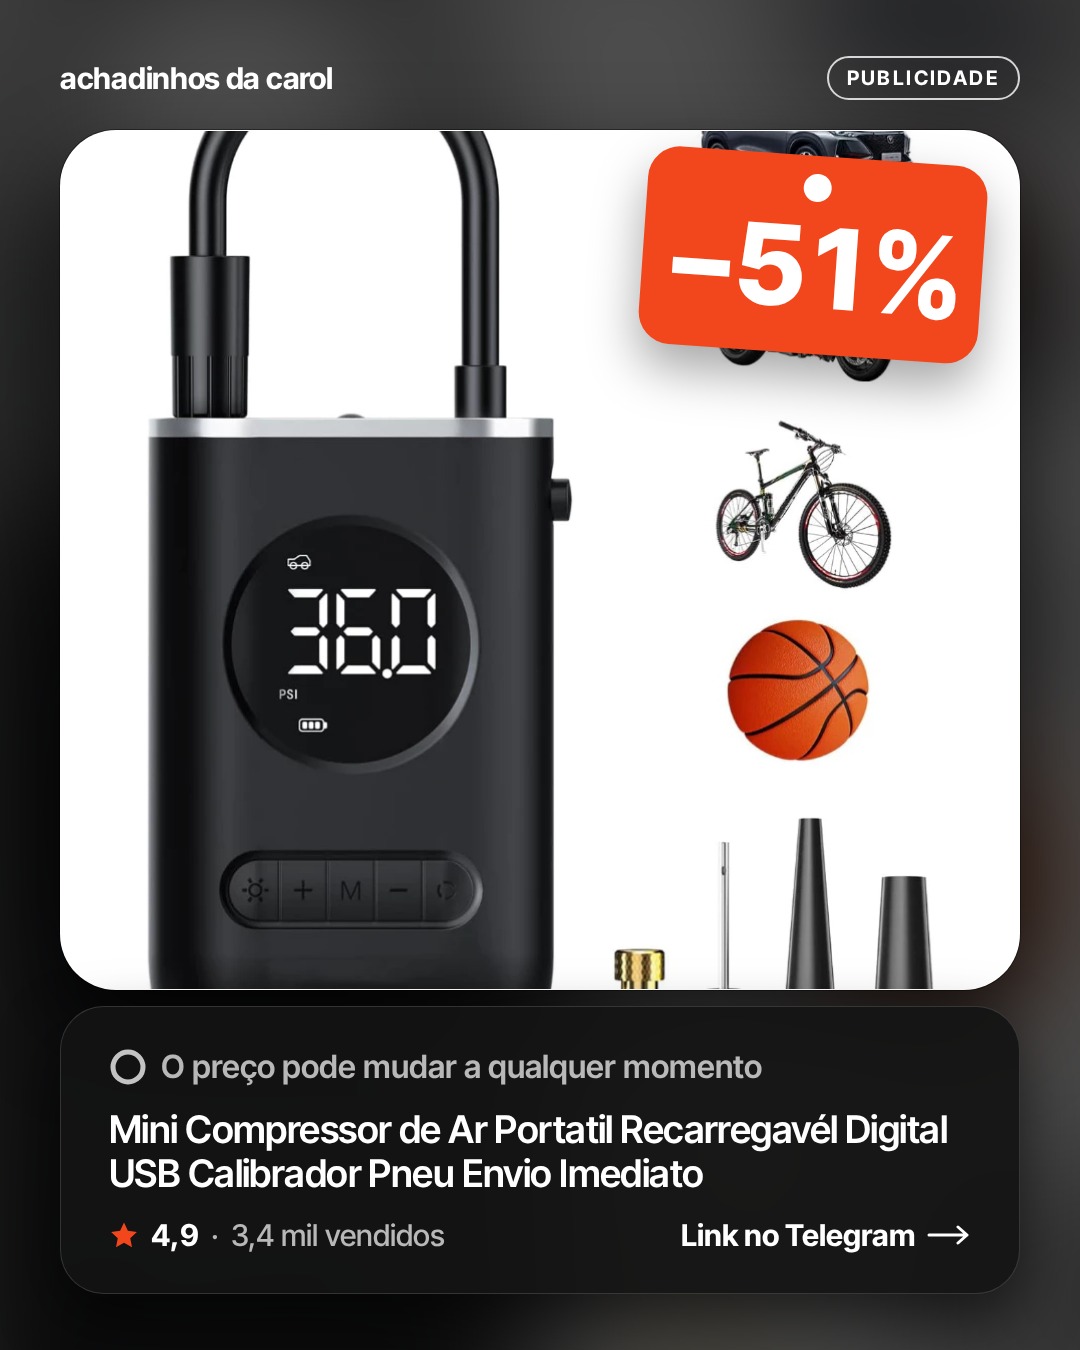 achadinhos da carol
PUBLICIDADE
–51%
36.0
PSI
M
O preço pode mudar a qualquer momento
Mini Compressor de Ar Portatil Recarregavél Digital
USB Calibrador Pneu Envio Imediato
4,9 · 3,4 mil vendidos
Link no Telegram →